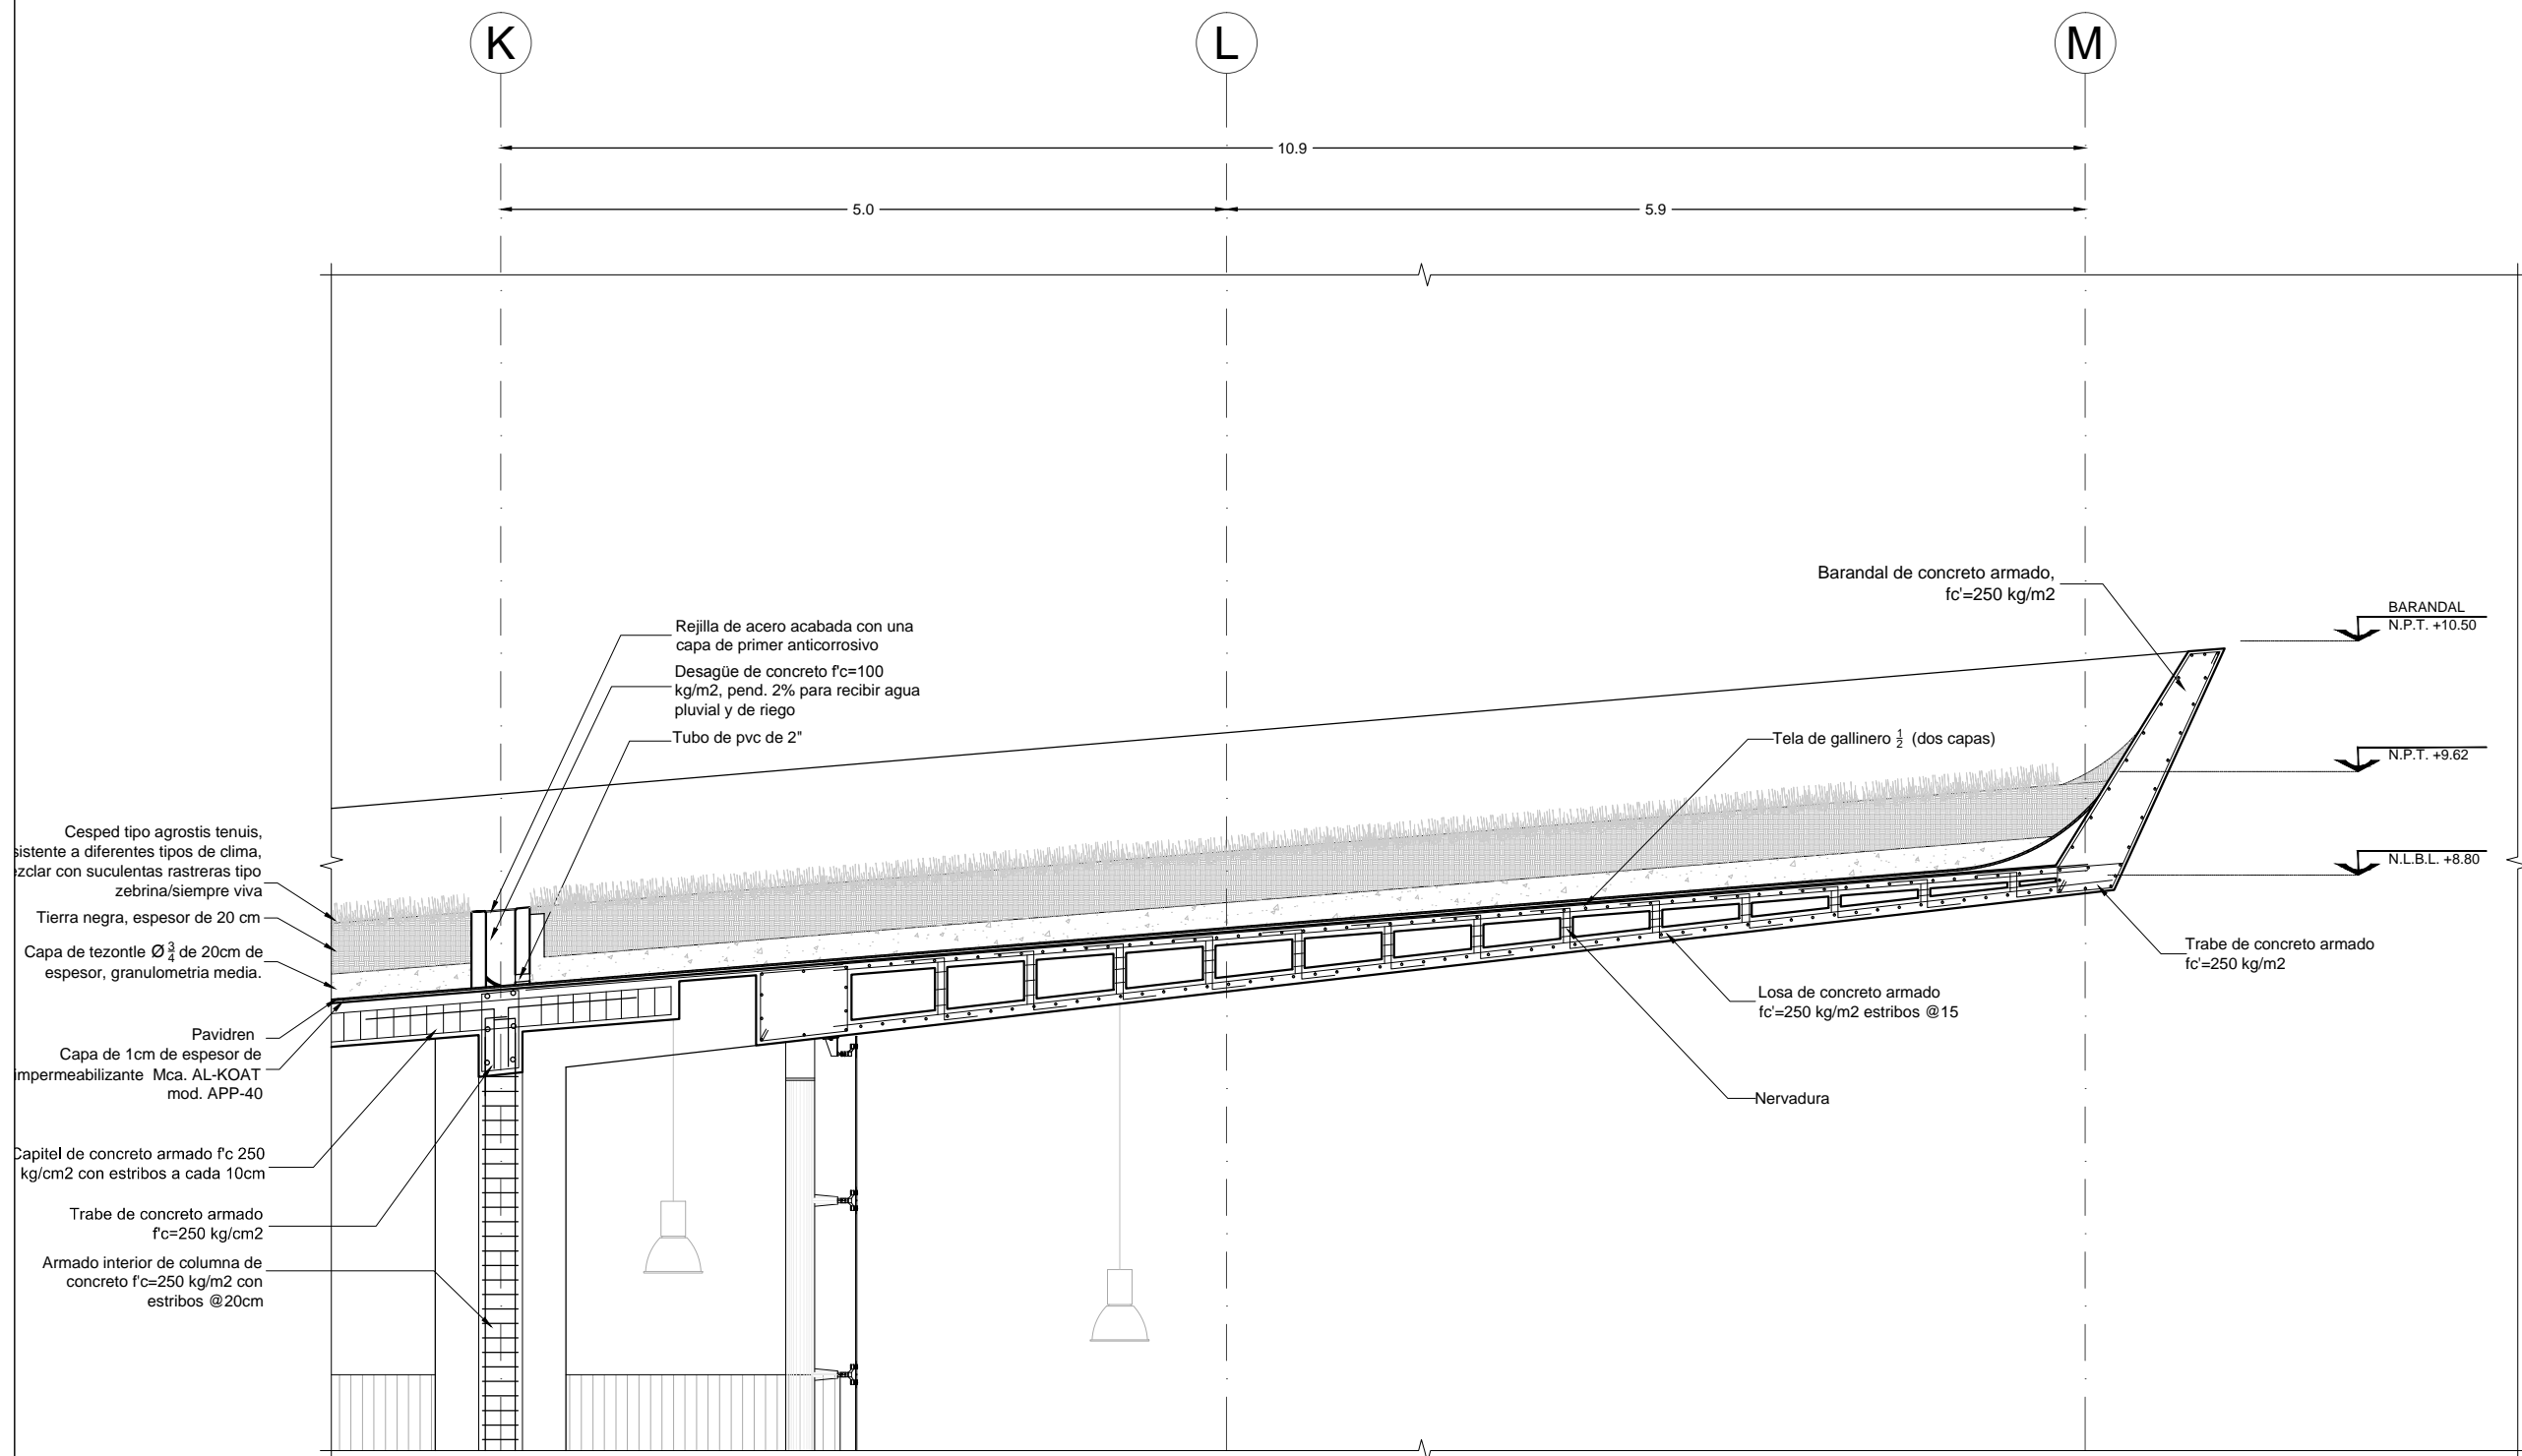 K
L
M
10.9
5.0
5.9
Barandal de concreto armado,
fc'=250 kg/m2
BARANDAL
N.P.T. +10.50
Rejilla de acero acabada con una
capa de primer anticorrosivo
Desagüe de concreto f'c=100
kg/m2, pend. 2% para recibir agua
pluvial y de riego
Tubo de pvc de 2"
Tela de gallinero 1/2 (dos capas)
N.P.T. +9.62
Cesped tipo agrostis tenuis,
sistente a diferentes tipos de clima,
ezclar con suculentas rastreras tipo
zebrina/siempre viva
N.L.B.L. +8.80
Tierra negra, espesor de 20 cm
Capa de tezontle Ø 3/4 de 20cm de
espesor, granulometria media.
Trabe de concreto armado
fc'=250 kg/m2
Losa de concreto armado
fc'=250 kg/m2 estribos @15
Pavidren
Capa de 1cm de espesor de
impermeabilizante Mca. AL-KOAT
mod. APP-40
Nervadura
Capitel de concreto armado f'c 250
kg/cm2 con estribos a cada 10cm
Trabe de concreto armado
f'c=250 kg/cm2
Armado interior de columna de
concreto f'c=250 kg/m2 con
estribos @20cm